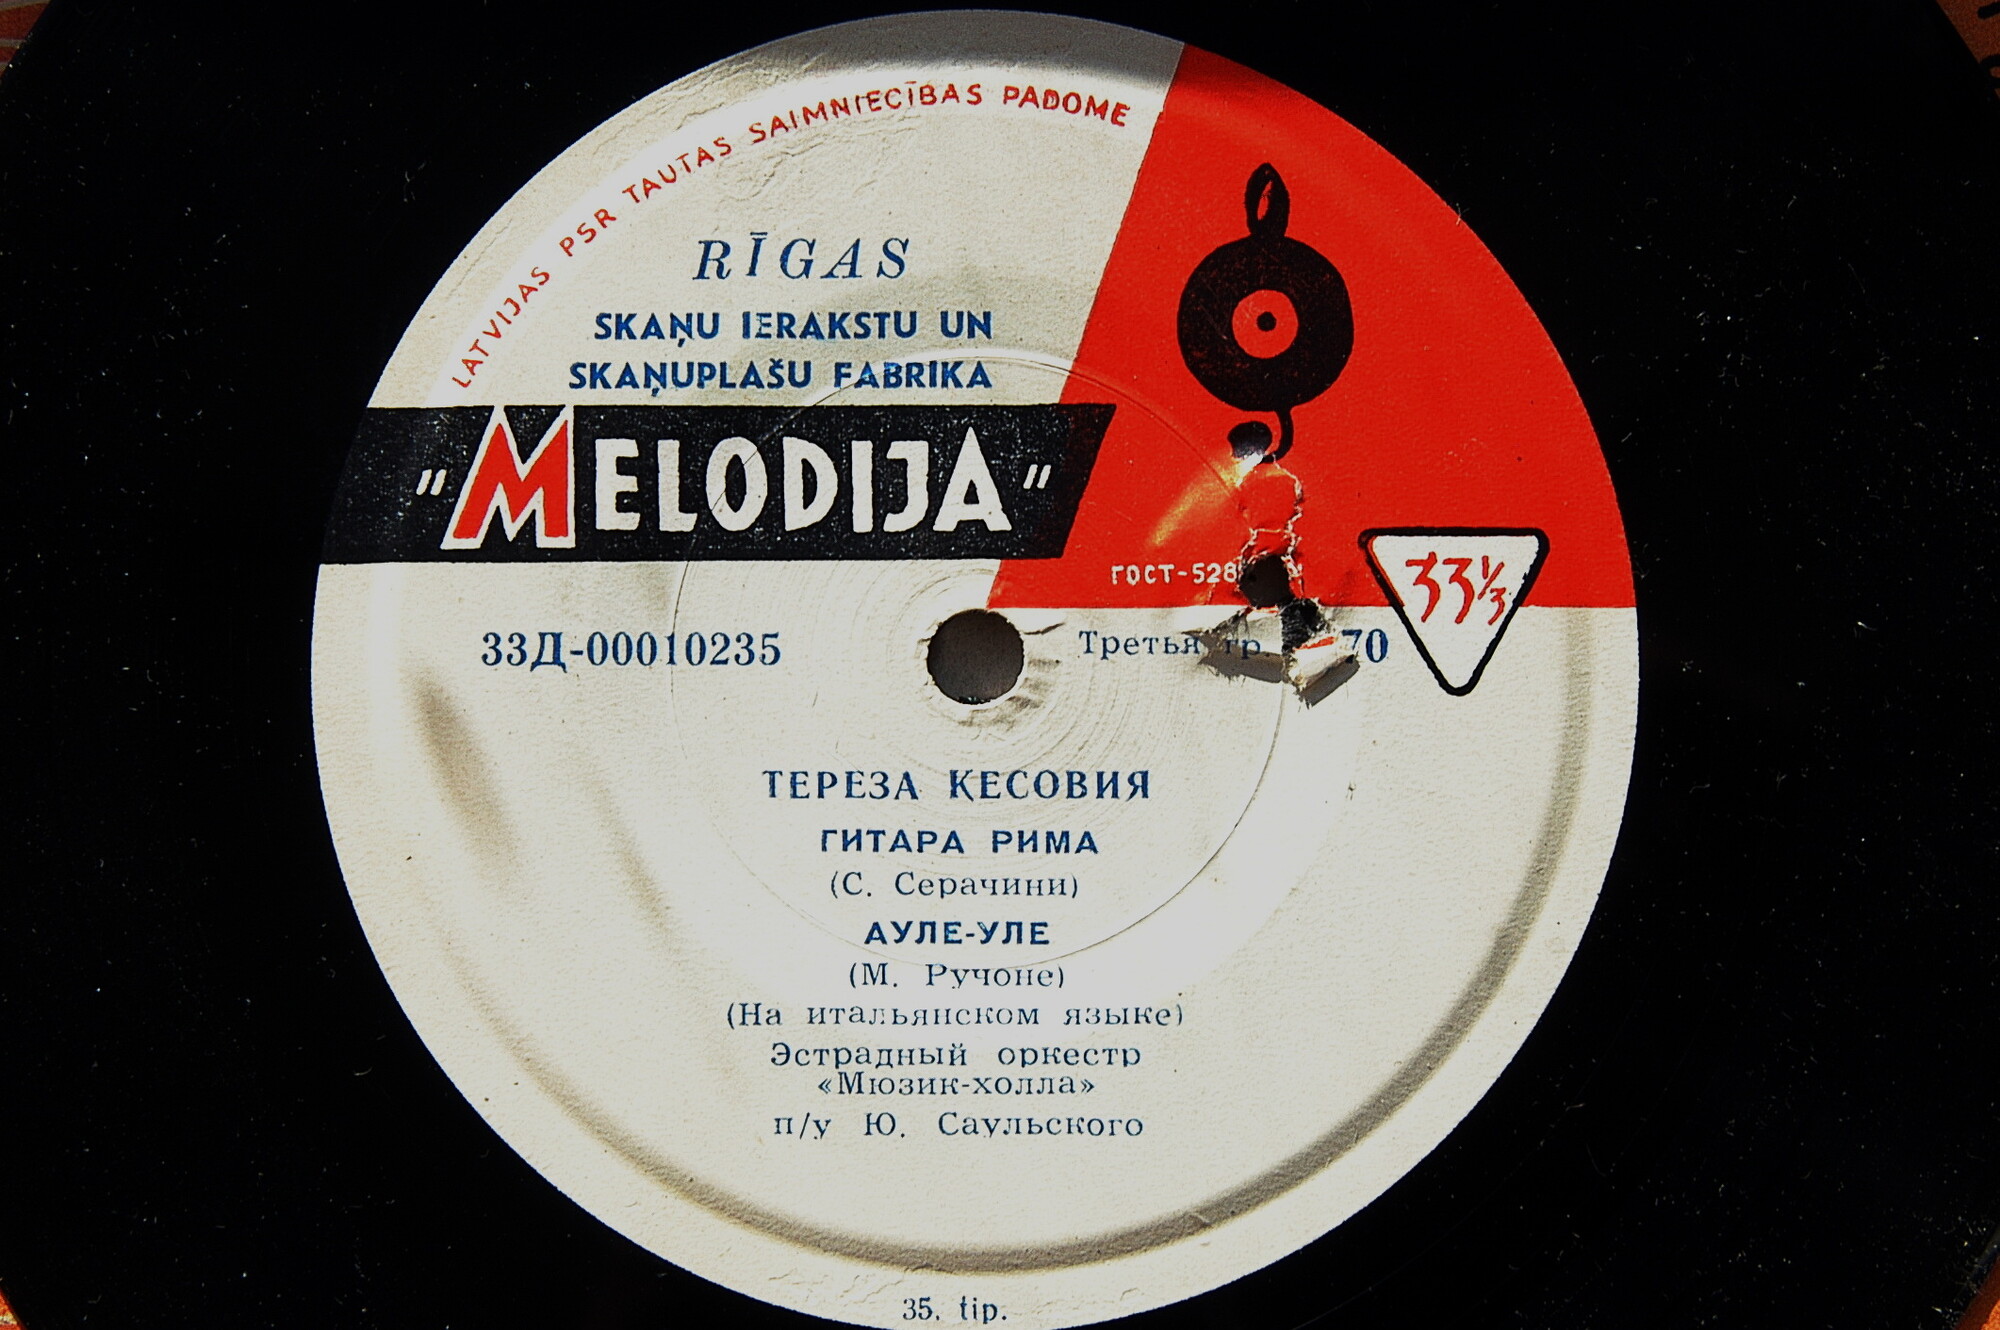 LATVIJAS PSR TAUTAS SAIMNIECĪBAS PADOME
RĪGAS
SKAŅU IERAKSTU UN
SKAŅUPLAŠU FABRIKA
"MELODIJA"
ГОСТ-528
33⅓
33Д-00010235
Третья гр. 70
ТЕРЕЗА КЕСОВИЯ
ГИТАРА РИМА
(С. Серачини)
АУЛЕ-УЛЕ
(М. Ручоне)
(На итальянском языке)
Эстрадный оркестр
«Мюзик-холла»
п/у Ю. Саульского
35. tip.